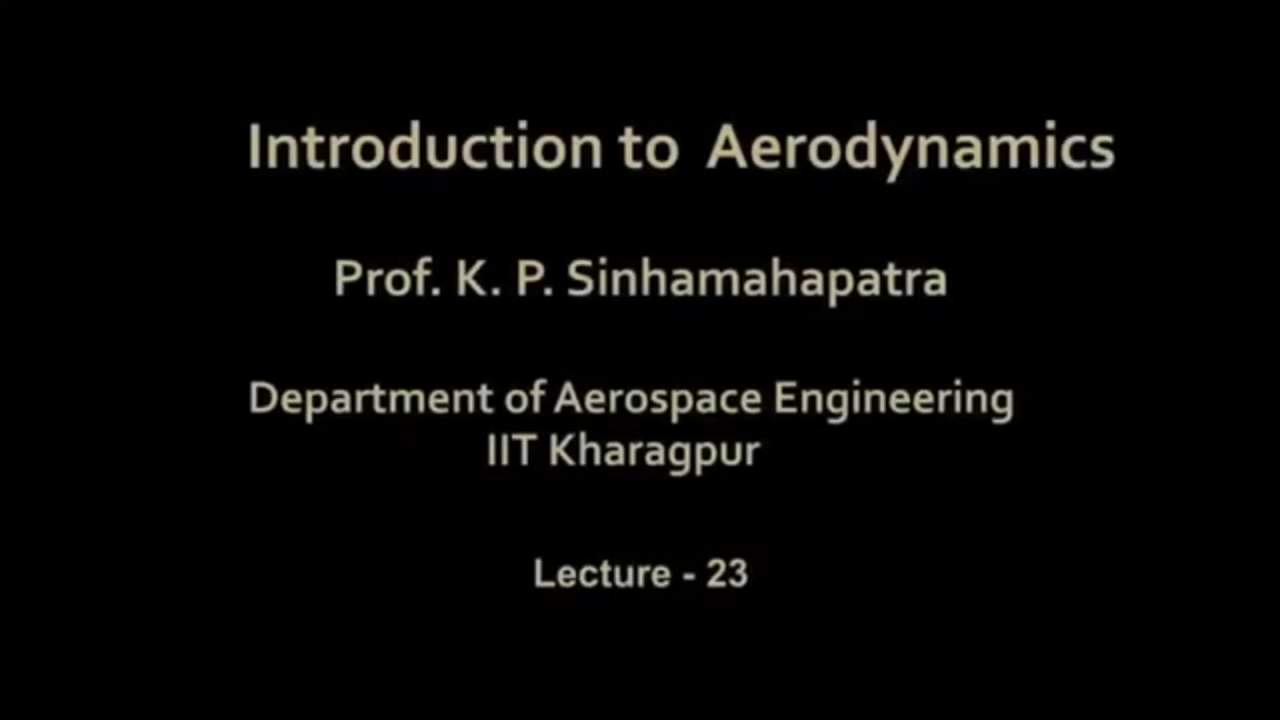 Introduction to Aerodynamics
Prof. K. P. Sinhamahapatra
Department of Aerospace Engineering
IIT Kharagpur
Lecture - 23